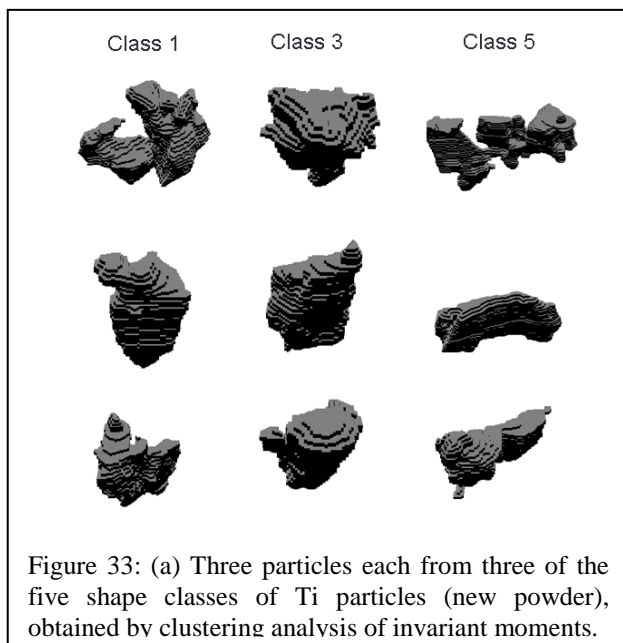 Class 1 Class 3 Class 5
Figure 33: (a) Three particles each from three of the
five shape classes of Ti particles (new powder),
obtained by clustering analysis of invariant moments.